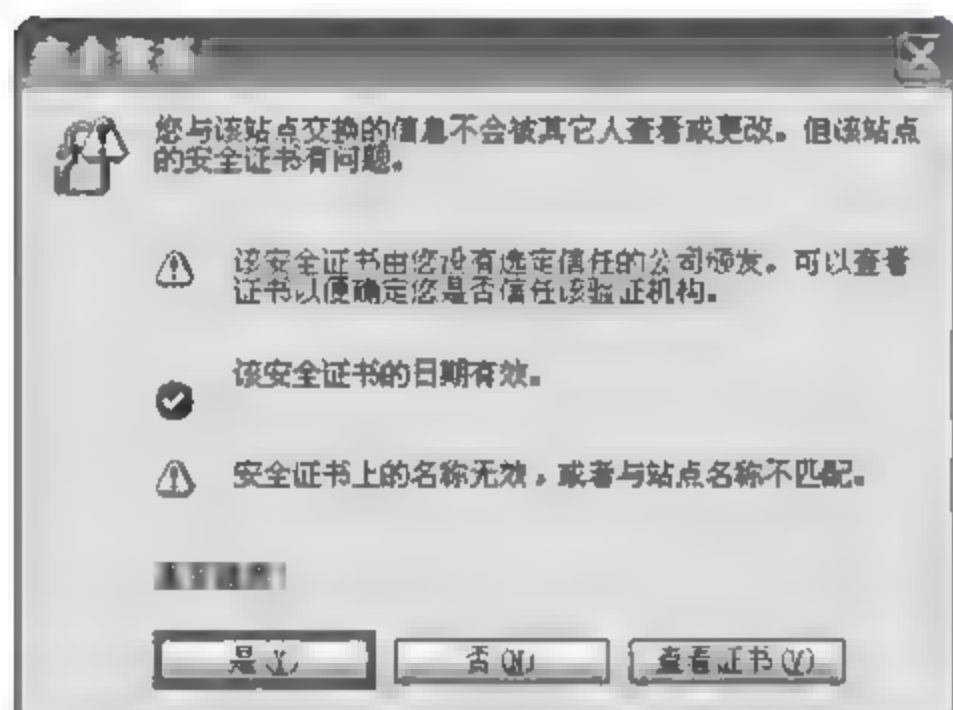 您与该站点交换的信息不会被其它人查看或更改。但该站点
的安全证书有问题。
该安全证书由您没有选定信任的公司颁发。可以查看
证书以便确定您是否信任该验证机构。
该安全证书的日期有效。
安全证书上的名称无效，或者与站点名称不匹配。
是(Y) 否(N) 查看证书(V)